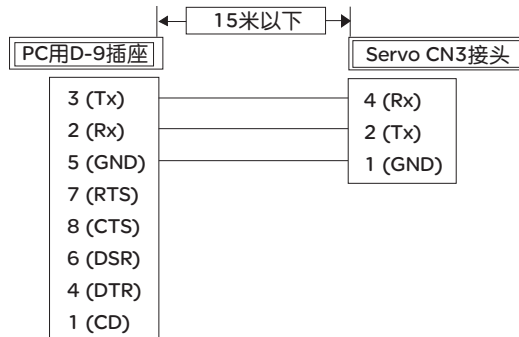 15米以下
PC用D-9插座
Servo CN3接头
3 (Tx)
4 (Rx)
2 (Rx)
2 (Tx)
5 (GND)
1 (GND)
7 (RTS)
8 (CTS)
6 (DSR)
4 (DTR)
1 (CD)